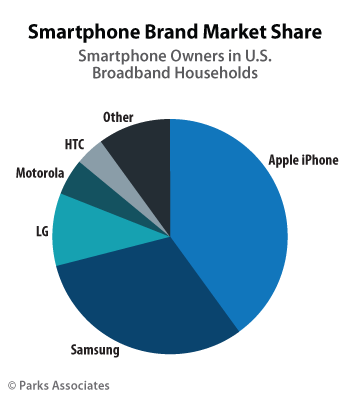 Smartphone Brand Market Share
Smartphone Owners in U.S.
Broadband Households
Other
HTC
Apple iPhone
Motorola
LG
Samsung
© Parks Associates